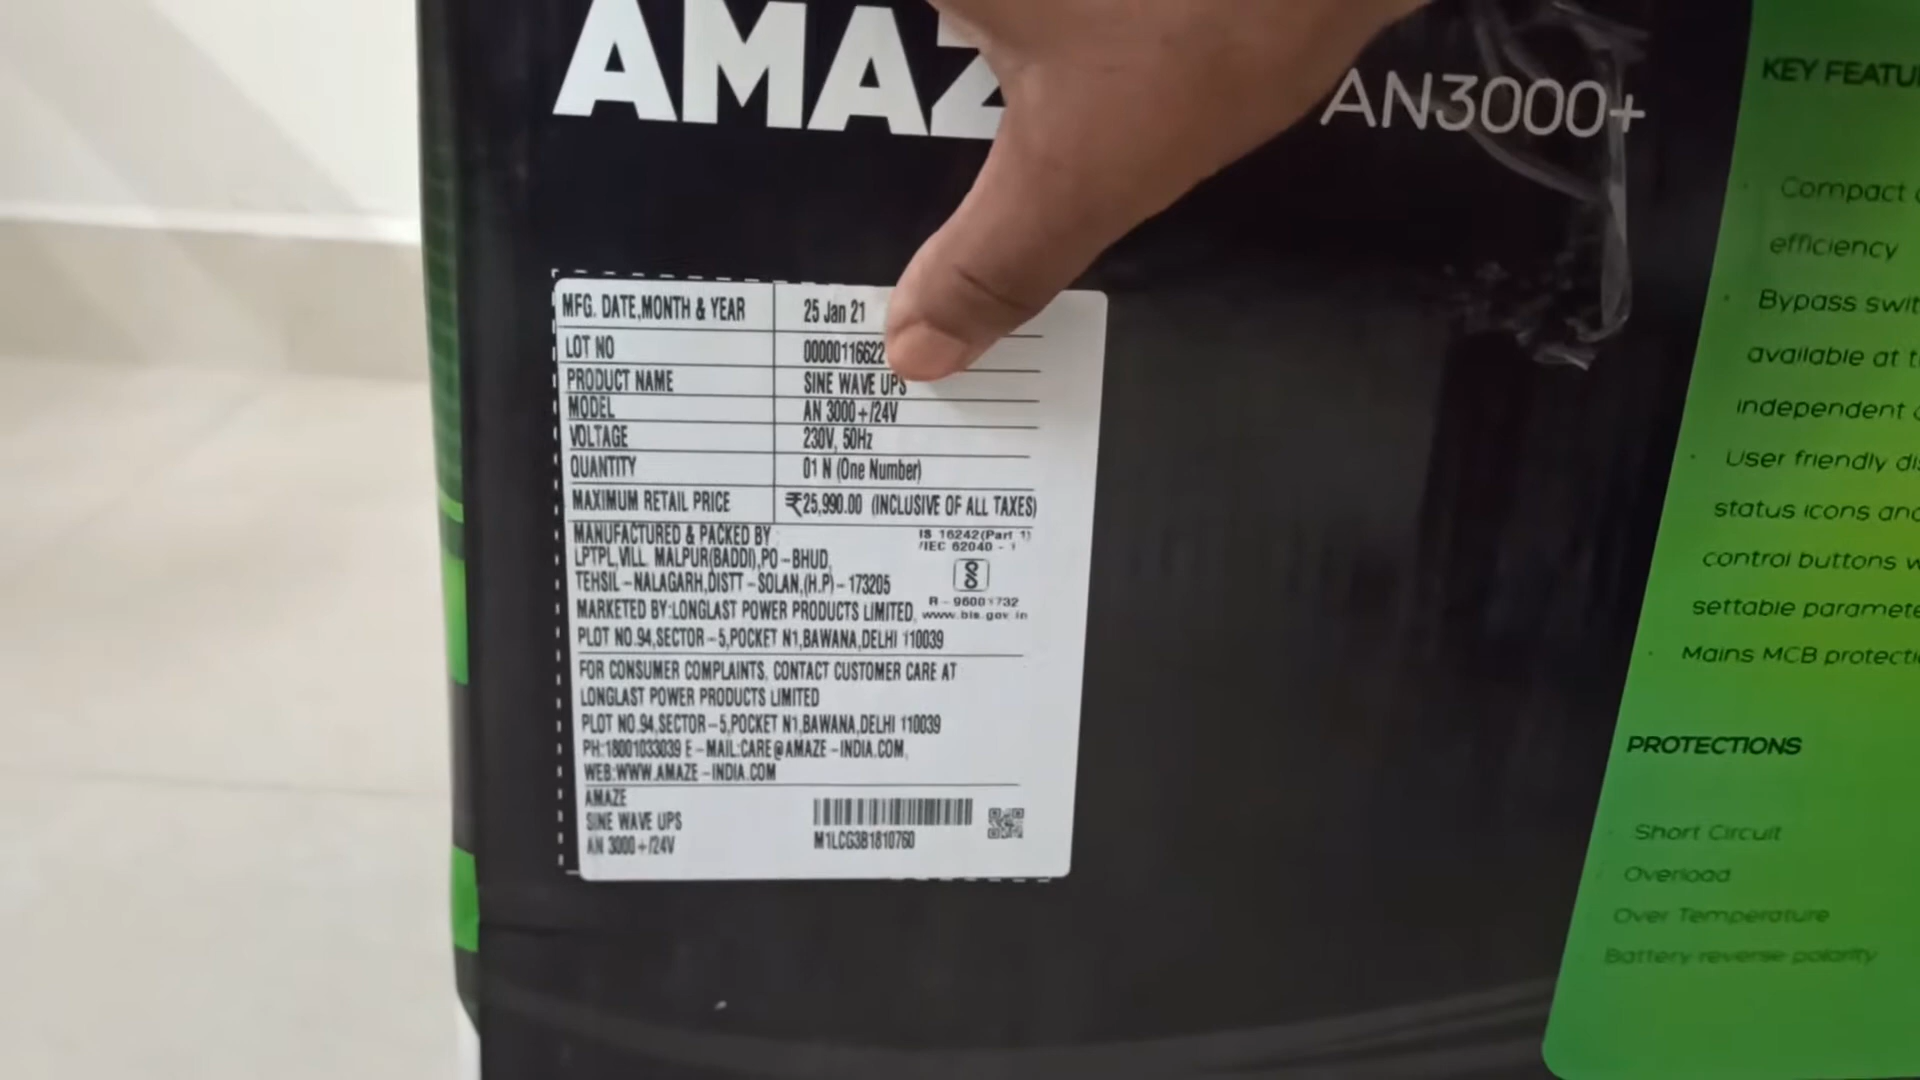 AMAZ
AN3000+
MFG. DATE,MONTH & YEAR 25 Jan 21
LOT NO 00000116622
PRODUCT NAME SINE WAVE UPS
MODEL AN 3000+/24V
VOLTAGE 230V, 50Hz
QUANTITY 01 N (One Number)
MAXIMUM RETAIL PRICE ₹25,990.00 (INCLUSIVE OF ALL TAXES)
MANUFACTURED & PACKED BY :
LPTPL,VILL. MALPUR(BADDI),PO-BHUD,
TEHSIL-NALAGARH,DISTT-SOLAN,(H.P)-173205
IS 16242(Part 1)
/IEC 62040 - 1
R - 96001732
www.bis.gov.in
MARKETED BY:LONGLAST POWER PRODUCTS LIMITED,
PLOT NO.94,SECTOR-5,POCKET N1,BAWANA,DELHI 110039
FOR CONSUMER COMPLAINTS, CONTACT CUSTOMER CARE AT
LONGLAST POWER PRODUCTS LIMITED
PLOT NO.94,SECTOR-5,POCKET N1,BAWANA,DELHI 110039
PH:18001033039 E-MAIL:CARE@AMAZE-INDIA.COM,
WEB:WWW.AMAZE-INDIA.COM
AMAZE
SINE WAVE UPS
AN 3000+/24V
M1LCG3B1810760
KEY FEATU
Compact
efficiency
Bypass swit
available at t
independent
User friendly di
status icons and
control buttons w
settable paramete
Mains MCB protecti
PROTECTIONS
Short Circuit
Overload
Over Temperature
Battery reverse polarity